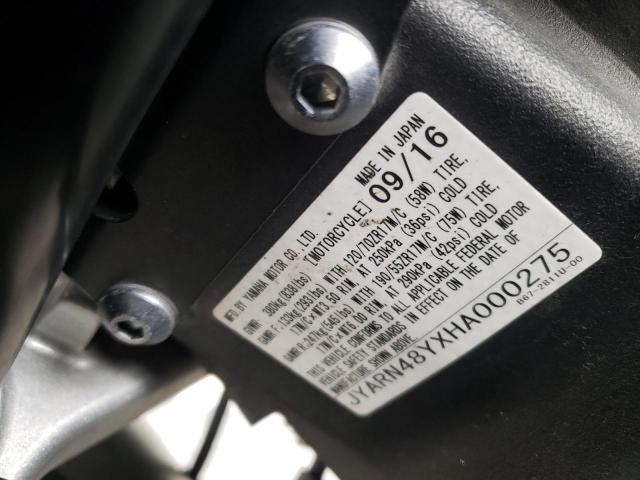 MFD BY YAMAHA MOTOR CO., LTD. MADE IN JAPAN
[MOTORCYCLE] 09/16
GVWR: 380kg(838lbs)
GAWR F: 133kg(293lbs) WITH 120/70ZR17M/C (58W) TIRE,
17M/C×MT3.50 RIM, AT 250kPa (36psi) COLD
GAWR R: 247kg(545lbs) WITH 190/55ZR17M/C (75W) TIRE,
17M/C×MT6.00 RIM, AT 290kPa (42psi) COLD
THIS VEHICLE CONFORMS TO ALL APPLICABLE FEDERAL MOTOR
VEHICLE SAFETY STANDARDS IN EFFECT ON THE DATE OF
MANUFACTURE SHOWN ABOVE.
JYARN48YXHA000275
B67-2811U-00